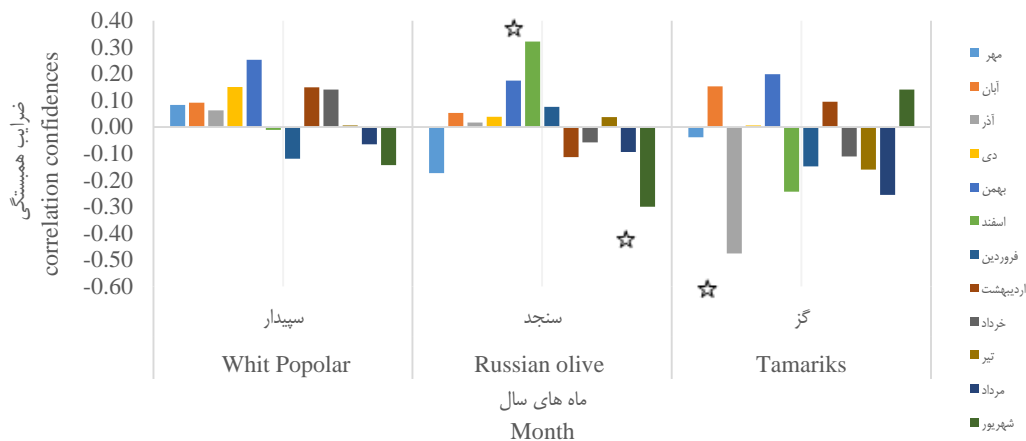 0.40
0.30
0.20
0.10
0.00
-0.10
-0.20
-0.30
-0.40
-0.50
-0.60
ضرایب همبستگی
correlation confidences
سپیدار
سنجد
گز
Whit Popolar
Russian olive
Tamariks
ماه های سال
Month
مهر
آبان
آذر
دی
بهمن
اسفند
فروردین
اردیبهشت
خرداد
تیر
مرداد
شهریور